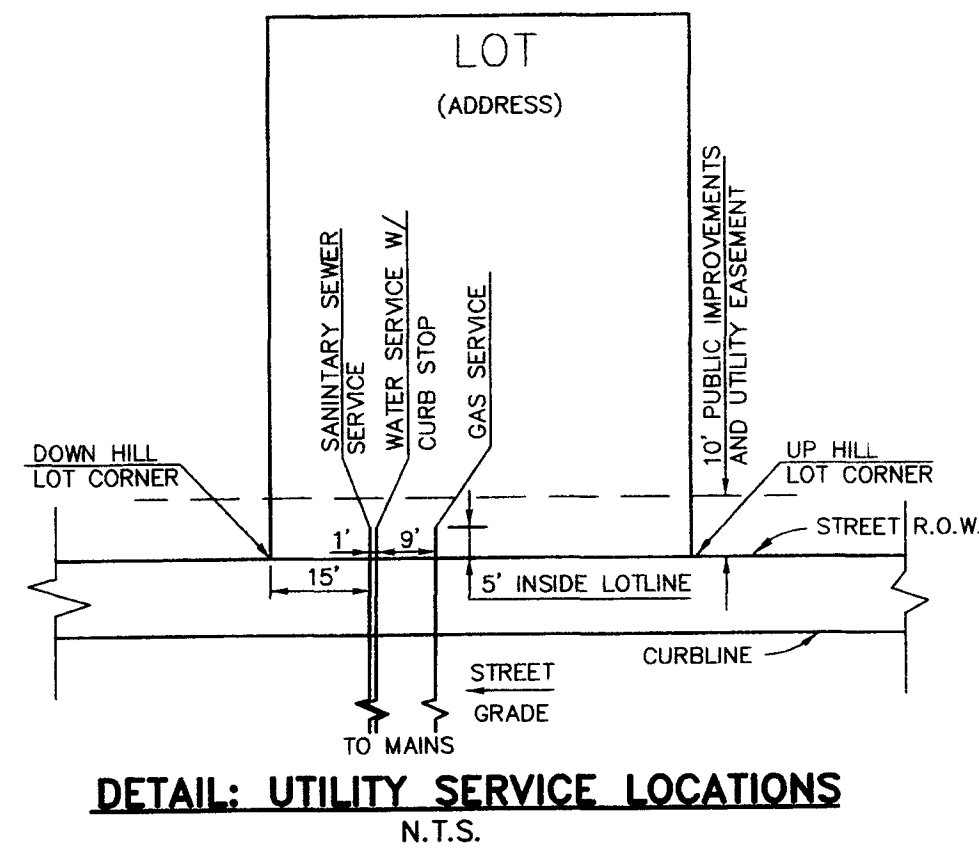 LOT
(ADDRESS)
SANINTARY SEWER
SERVICE
WATER SERVICE W/
CURB STOP
GAS SERVICE
10' PUBLIC IMPROVEMENTS
AND UTILITY EASEMENT
DOWN HILL
LOT CORNER
UP HILL
LOT CORNER
STREET R.O.W.
1'
9'
15'
5' INSIDE LOTLINE
CURBLINE
STREET
GRADE
TO MAINS
DETAIL: UTILITY SERVICE LOCATIONS
N.T.S.